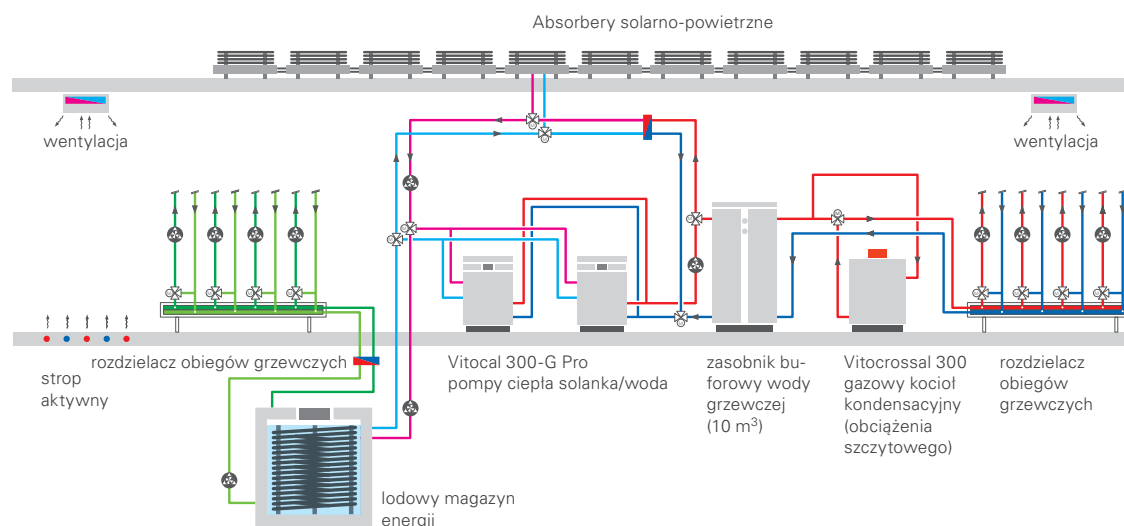 Absorbery solarno-powietrzne
wentylacja
wentylacja
rozdzielacz obiegów grzewczych
strop
aktywny
Vitocal 300-G Pro
pompy ciepła solanka/woda
zasobnik bu-
forowy wody
grzewczej
(10 m³)
Vitocrossal 300
gazowy kocioł
kondensacyjny
(obciążenia
szczytowego)
rozdzielacz
obiegów
grzewczych
lodowy magazyn
energii